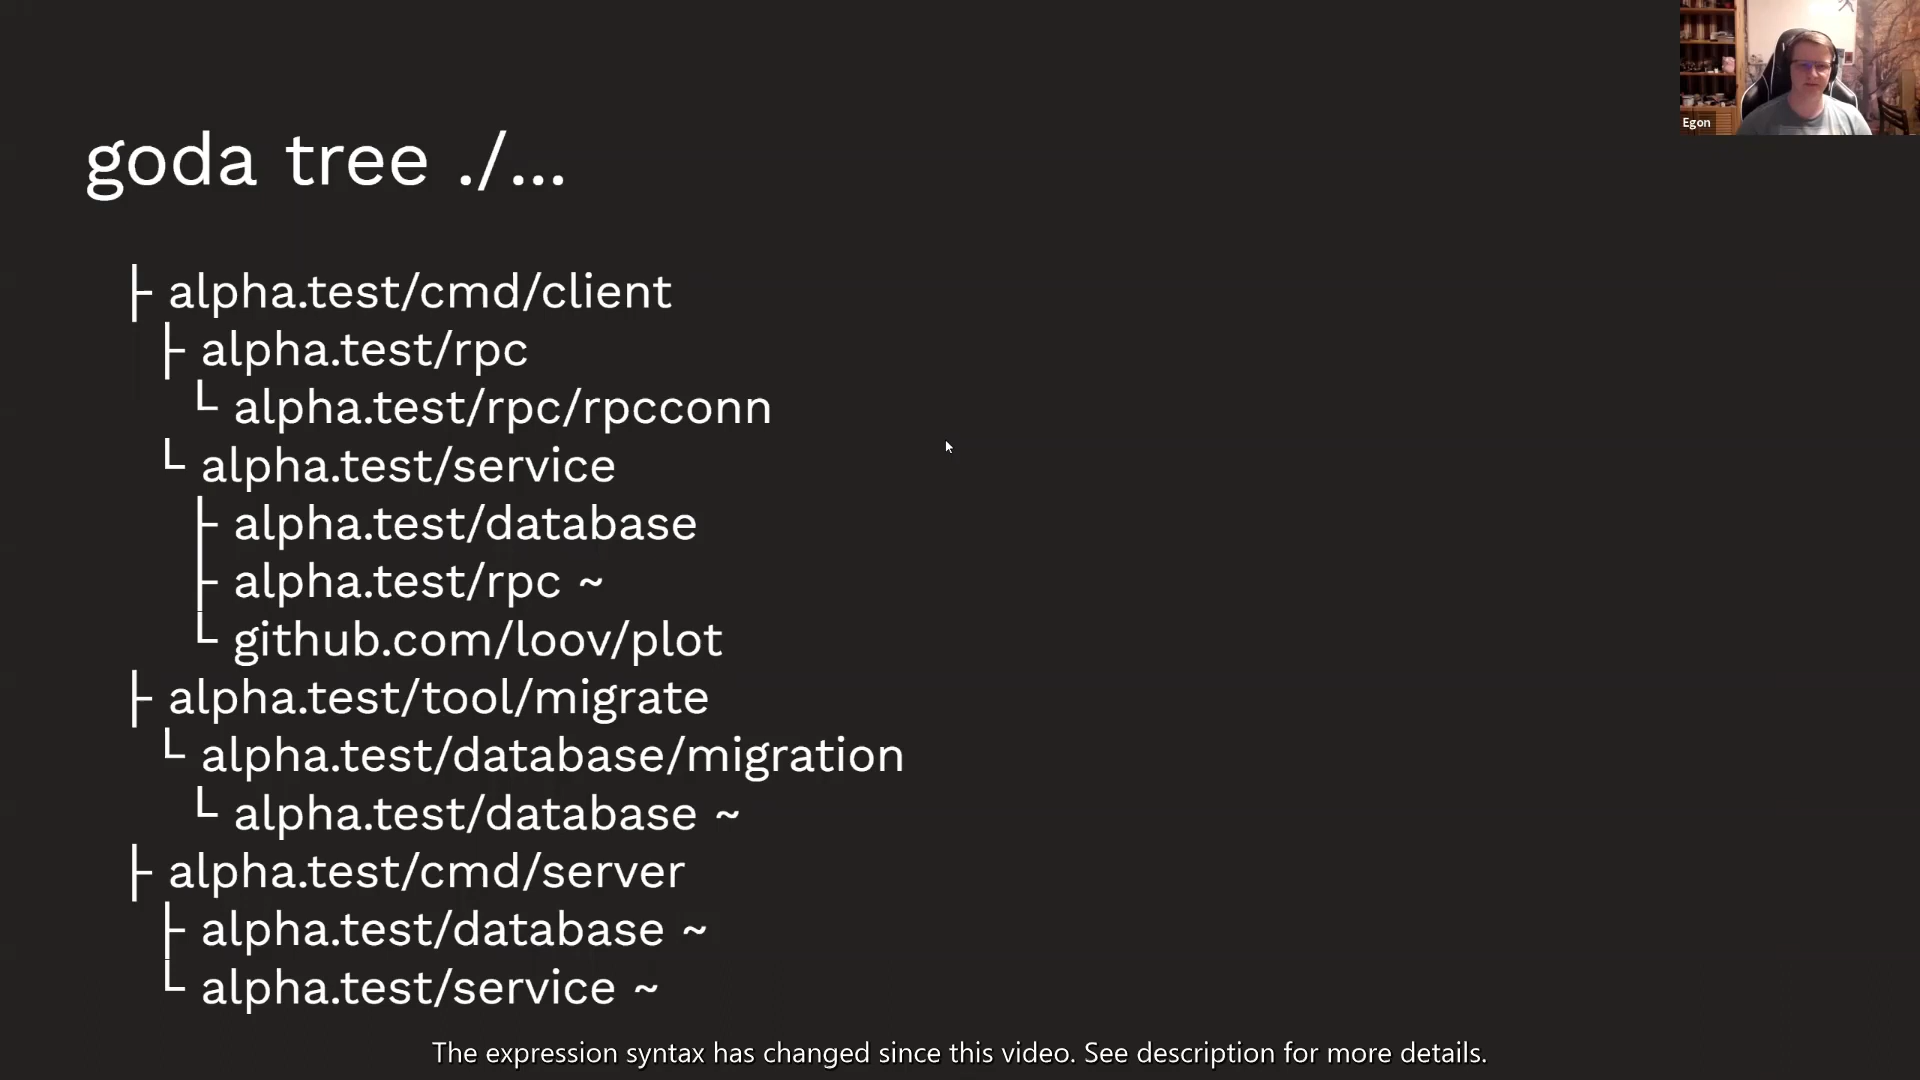 goda tree ./...
├ alpha.test/cmd/client
├ alpha.test/rpc
└ alpha.test/rpc/rpcconn
└ alpha.test/service
├ alpha.test/database
├ alpha.test/rpc ~
└ github.com/loov/plot
├ alpha.test/tool/migrate
└ alpha.test/database/migration
└ alpha.test/database ~
├ alpha.test/cmd/server
├ alpha.test/database ~
└ alpha.test/service ~
Egon
The expression syntax has changed since this video. See description for more details.